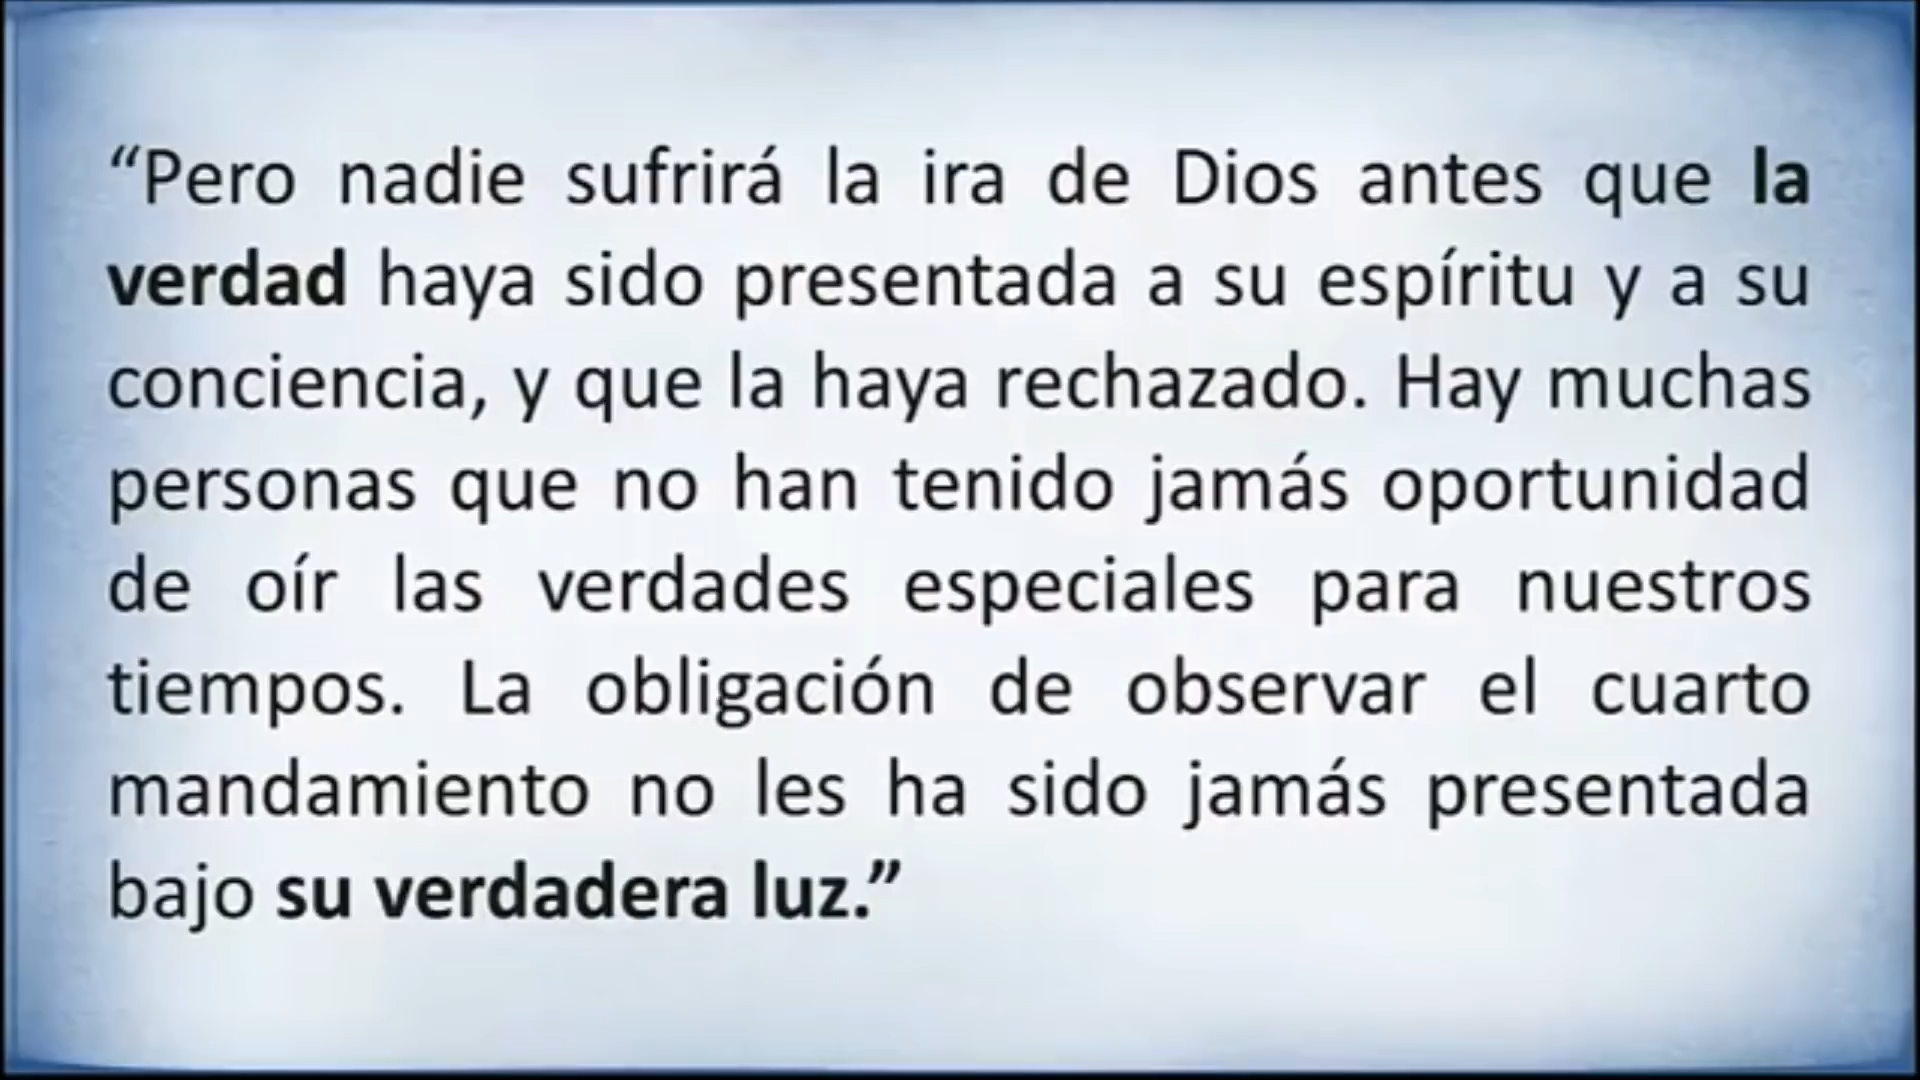 “Pero nadie sufrirá la ira de Dios antes que la
verdad haya sido presentada a su espíritu y a su
conciencia, y que la haya rechazado. Hay muchas
personas que no han tenido jamás oportunidad
de oír las verdades especiales para nuestros
tiempos. La obligación de observar el cuarto
mandamiento no les ha sido jamás presentada
bajo su verdadera luz.”